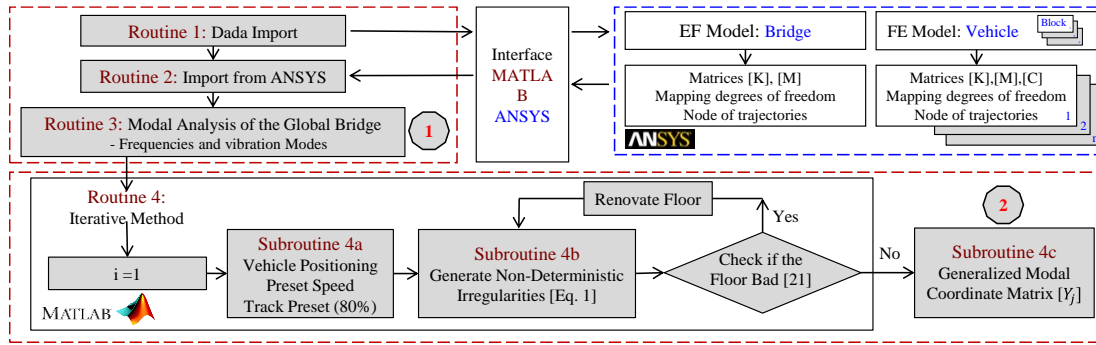 Routine 1: Dada Import
Routine 2: Import from ANSYS
Routine 3: Modal Analysis of the Global Bridge
- Frequencies and vibration Modes
1
Interface
MATLA
B
ANSYS
EF Model: Bridge
Matrices [K], [M]
Mapping degrees of freedom
Node of trajectories
ANSYS
FE Model: Vehicle
Block
Matrices [K],[M],[C]
Mapping degrees of freedom
Node of trajectories
1
2
n
Routine 4:
Iterative Method
i =1
MATLAB
Subroutine 4a
Vehicle Positioning
Preset Speed
Track Preset (80%)
Renovate Floor
Subroutine 4b
Generate Non-Deterministic
Irregularities [Eq. 1]
Yes
Check if the
Floor Bad [21]
No
2
Subroutine 4c
Generalized Modal
Coordinate Matrix [Yj]